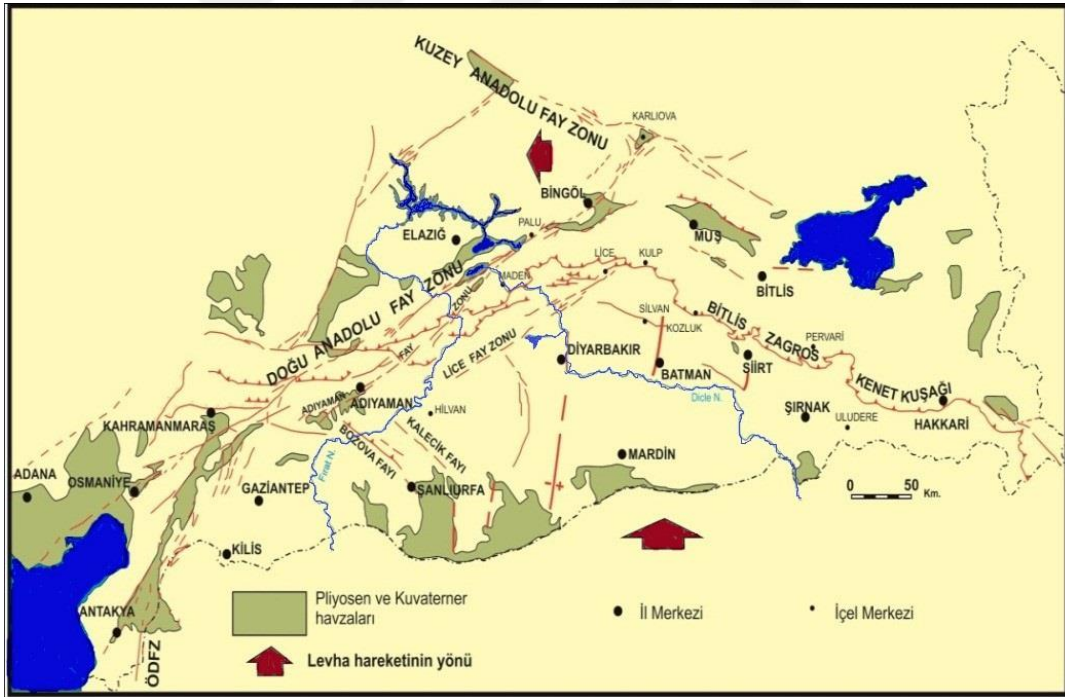 KUZEY ANADOLU FAY ZONU
KARLIOVA
BİNGÖL
PALU
ELAZIĞ
MUŞ
BİTLİS
LİCE
KULP
MADEN
DOĞU ANADOLU FAY ZONU
FAY ZONU
LİCE FAY ZONU
SİLVAN
KOZLUK
BİTLİS ZAGROS KENET KUŞAĞI
PERVARİ
DİYARBAKIR
BATMAN
SİİRT
Dicle N.
ŞIRNAK
ULUDERE
HAKKARİ
ADIYAMAN
ADIYAMAN
HİLVAN
KAHRAMANMARAŞ
KALECİK FAYI
BOZOVA FAYI
Fırat N.
MARDİN
ADANA
OSMANİYE
GAZİANTEP
ŞANLIURFA
0 50
Km.
KİLİS
ANTAKYA
ÖDFZ
Pliyosen ve Kuvaterner
havzaları
İl Merkezi
İçel Merkezi
Levha hareketinin yönü